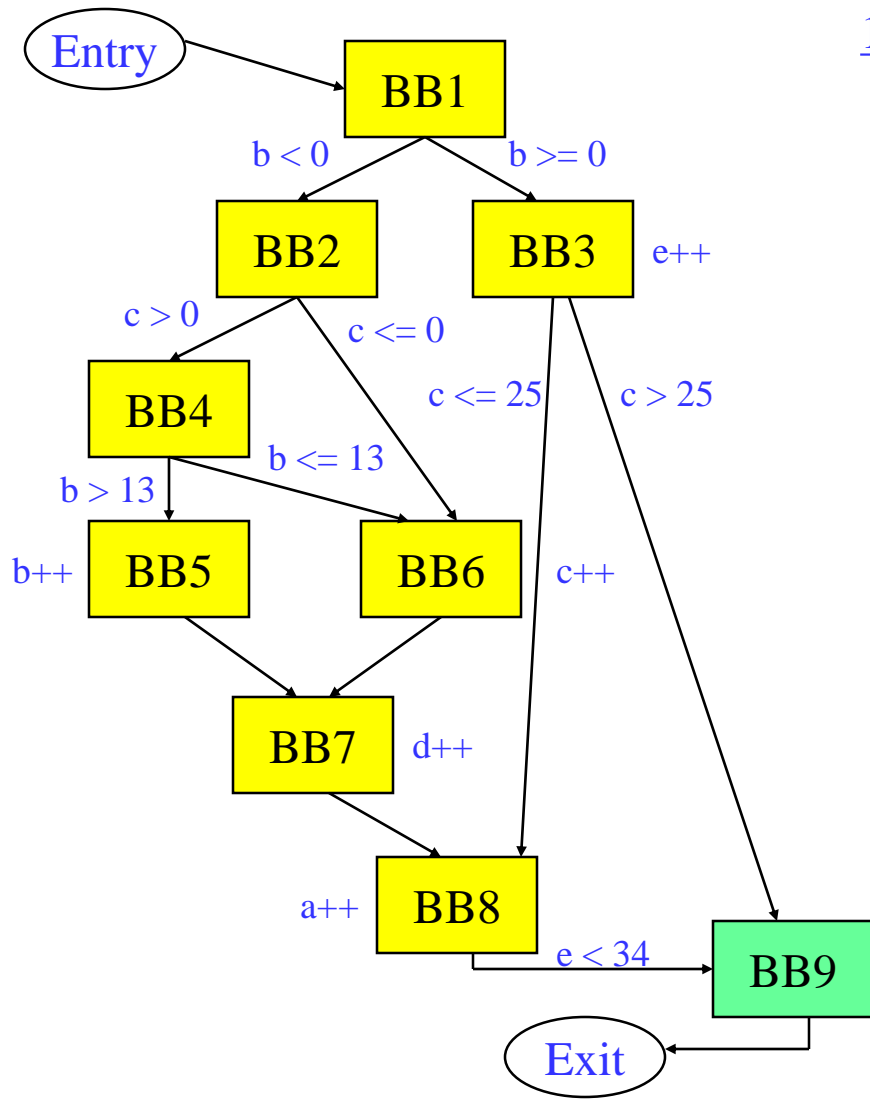 Entry
BB1
b < 0
b >= 0
BB2
BB3
e++
c > 0
c <= 0
BB4
c <= 25
c > 25
b <= 13
b > 13
b++
BB5
BB6
c++
BB7
d++
a++
BB8
e < 34
BB9
Exit